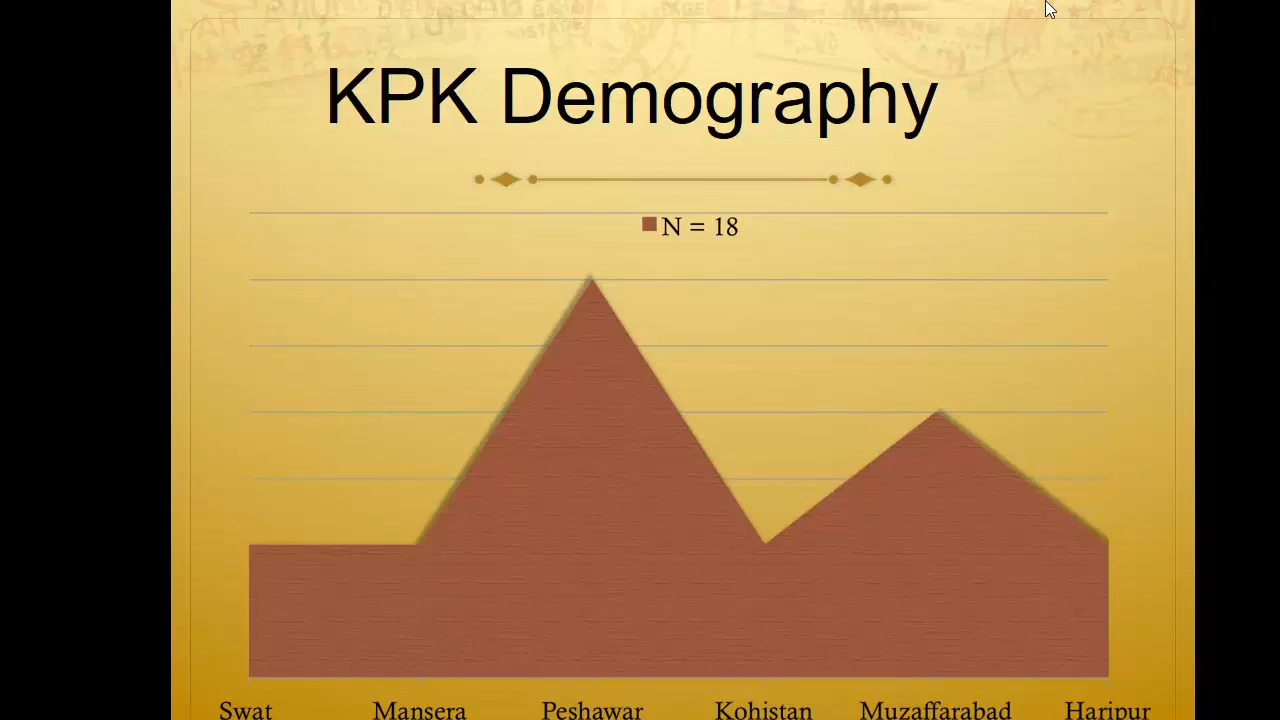 KPK Demography
N = 18
Swat Mansera Peshawar Kohistan Muzaffarabad Haripur